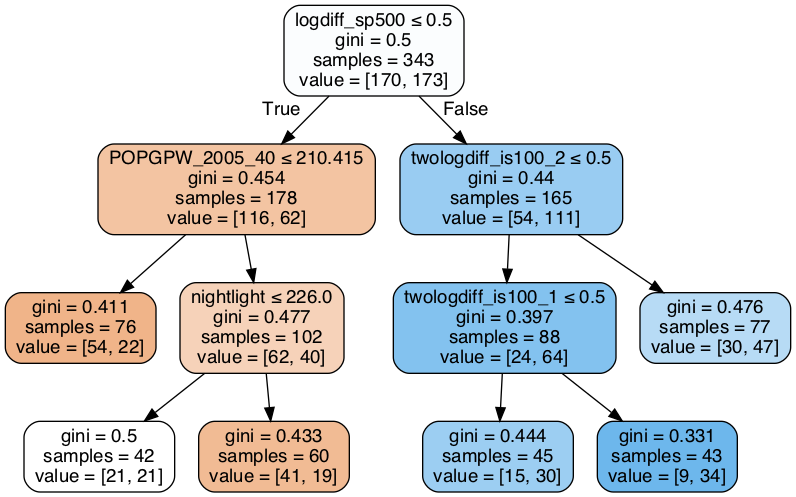 logdiff_sp500 ≤ 0.5
gini = 0.5
samples = 343
value = [170, 173]
True
False
POPGPW_2005_40 ≤ 210.415
gini = 0.454
samples = 178
value = [116, 62]
twologdiff_is100_2 ≤ 0.5
gini = 0.44
samples = 165
value = [54, 111]
gini = 0.411
samples = 76
value = [54, 22]
nightlight ≤ 226.0
gini = 0.477
samples = 102
value = [62, 40]
twologdiff_is100_1 ≤ 0.5
gini = 0.397
samples = 88
value = [24, 64]
gini = 0.476
samples = 77
value = [30, 47]
gini = 0.5
samples = 42
value = [21, 21]
gini = 0.433
samples = 60
value = [41, 19]
gini = 0.444
samples = 45
value = [15, 30]
gini = 0.331
samples = 43
value = [9, 34]